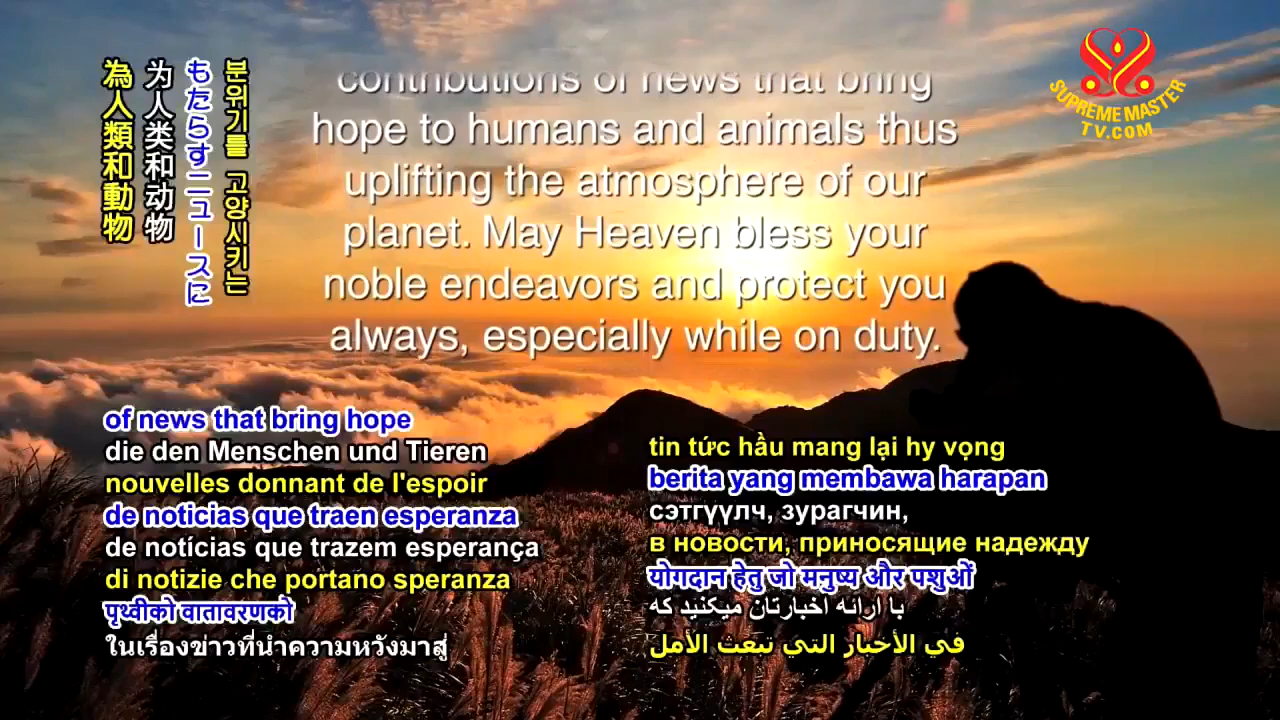 為人類和動物
为人类和动物
もたらすニュースに
분위기를 고양시키는
contributions of news that bring
hope to humans and animals thus
uplifting the atmosphere of our
planet. May Heaven bless your
noble endeavors and protect you
always, especially while on duty.
SUPREME MASTER
TV.COM
of news that bring hope
die den Menschen und Tieren
nouvelles donnant de l'espoir
de noticias que traen esperanza
de notícias que trazem esperança
di notizie che portano speranza
पृथ्वीको वातावरणको
ในเรื่องข่าวที่นำความหวังมาสู่
tin tức hầu mang lại hy vọng
berita yang membawa harapan
сэтгүүлч, зурагчин,
в новости, приносящие надежду
योगदान हेतु जो मनुष्य और पशुओं
با ارائه اخبارتان میکنید که
في الأخبار التي تبعث الأمل